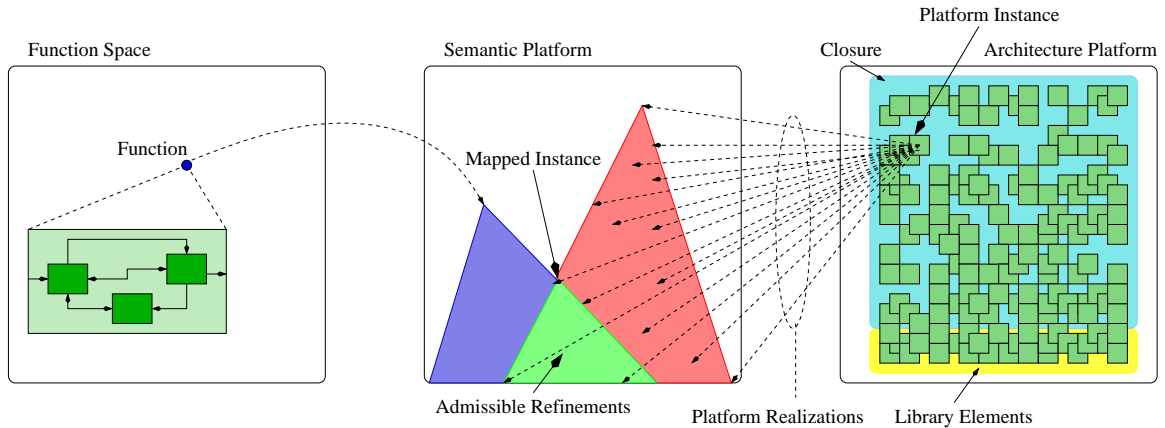 Platform Instance
Function Space
Semantic Platform
Closure
Architecture Platform
Function
Mapped Instance
Admissible Refinements
Platform Realizations
Library Elements